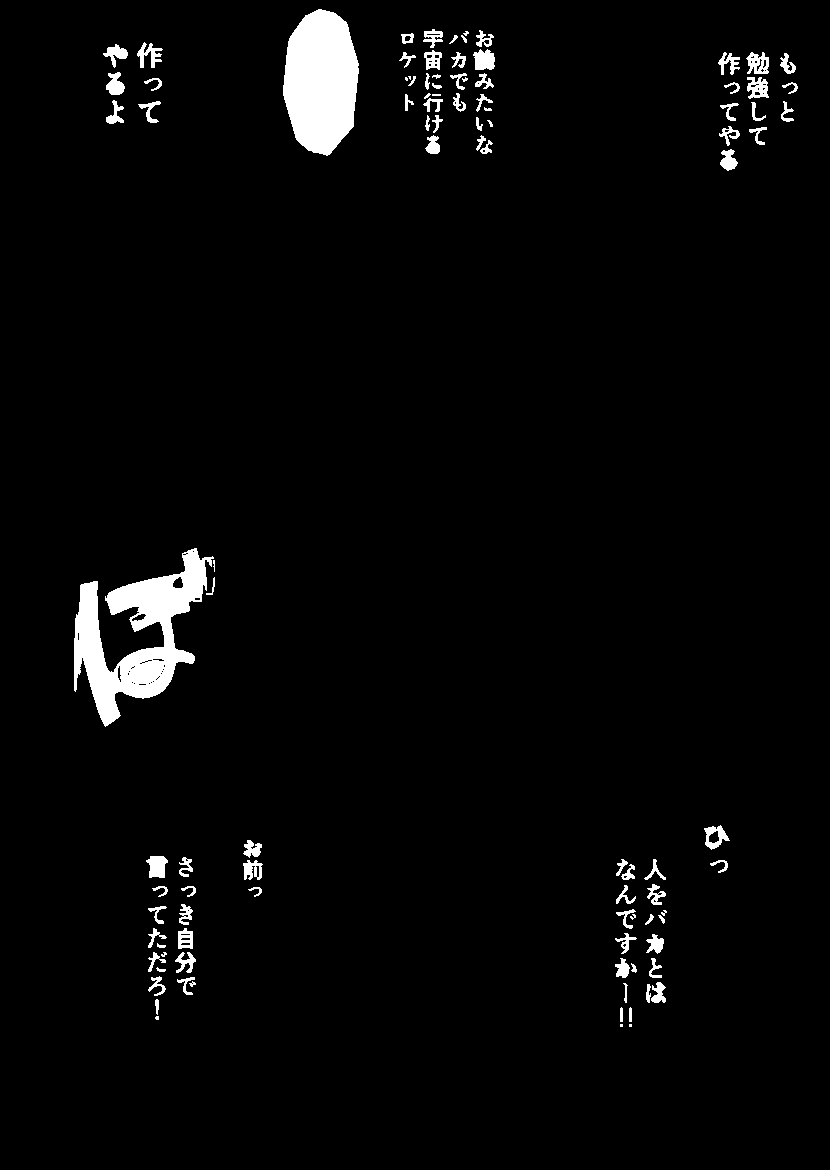 もっと
勉強して
作ってやる
お前みたいな
バカでも
宇宙に行ける
ロケット
作って
やるよ
ぽ
ひっ
人をバカとは
なんですかー!!
お前っ
さっき自分で
言ってただろ!